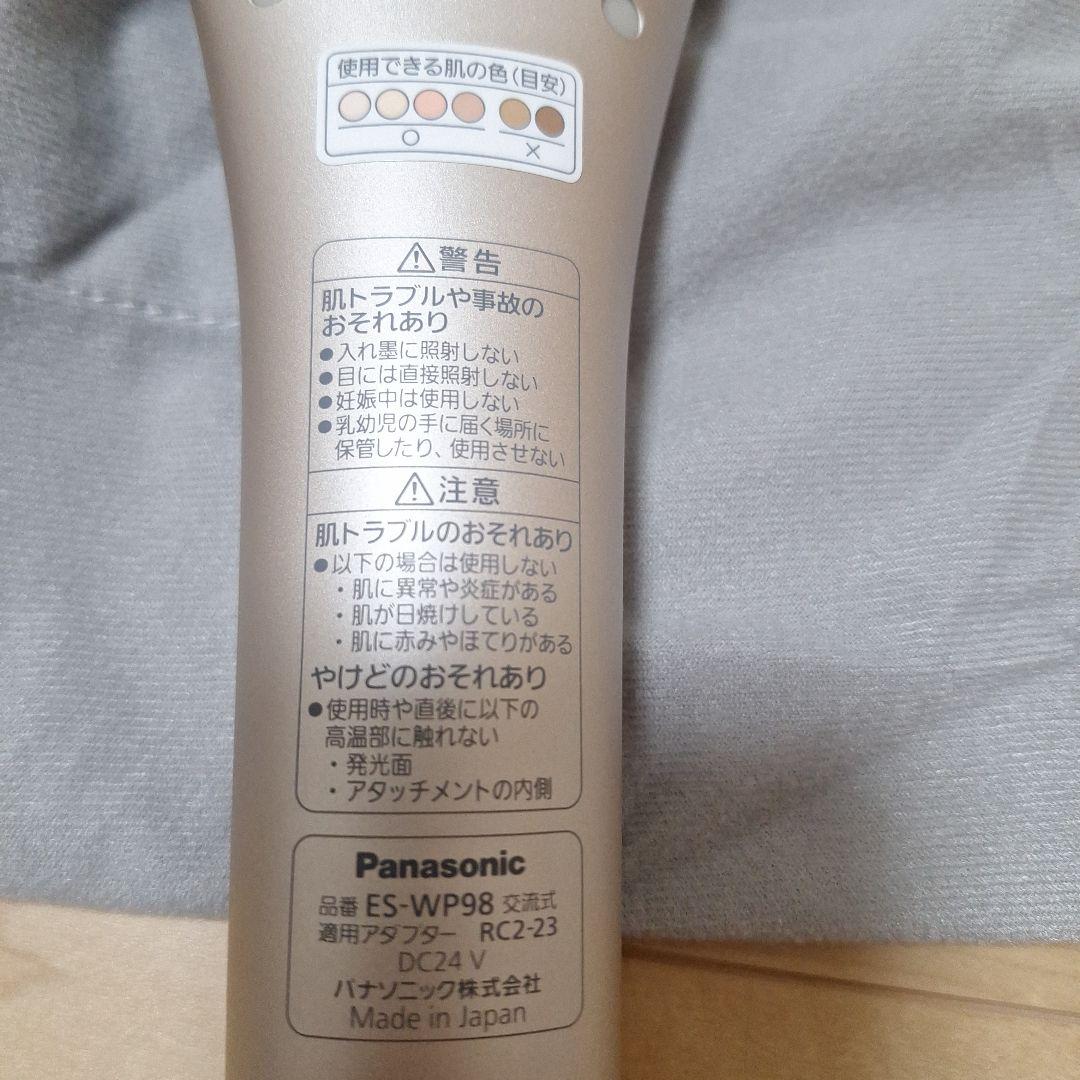 使用できる肌の色(目安)
○ ×
⚠警告
肌トラブルや事故の
おそれあり
●入れ墨に照射しない
●目には直接照射しない
●妊娠中は使用しない
●乳幼児の手に届く場所に
保管したり、使用させない
⚠注意
肌トラブルのおそれあり
●以下の場合は使用しない
・肌に異常や炎症がある
・肌が日焼けしている
・肌に赤みやほてりがある
やけどのおそれあり
●使用時や直後に以下の
高温部に触れない
・発光面
・アタッチメントの内側
Panasonic
品番 ES-WP98 交流式
適用アダプター RC2-23
DC24 V
パナソニック株式会社
Made in Japan